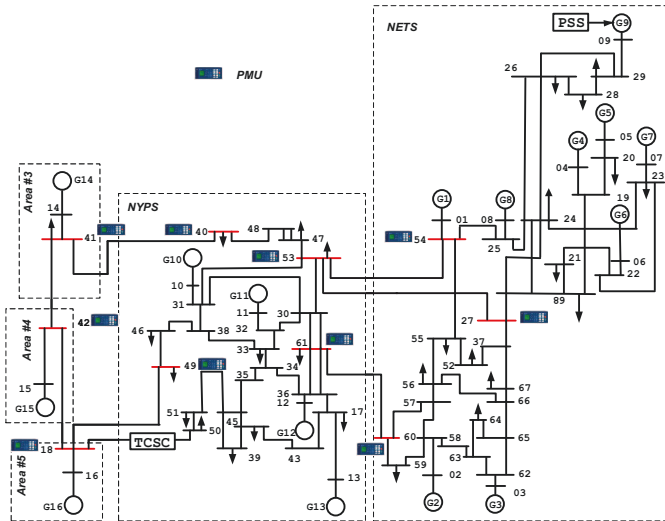 PSS
G9
NETS
09
26
29
PMU
28
G5
G4
G7
05
20
04
07
23
Area #3
G14
NYPS
19
G1
G8
G6
14
01
08
24
41
40
48
47
54
25
53
21
06
22
G10
89
10
G11
31
11
30
27
Area #4
42
46
38
32
61
55
37
33
52
49
34
56
67
35
36
57
66
15
51
12
17
64
G15
45
50
G12
60
58
65
18
TCSC
39
43
59
63
Area #5
16
13
02
62
03
G16
G13
G2
G3